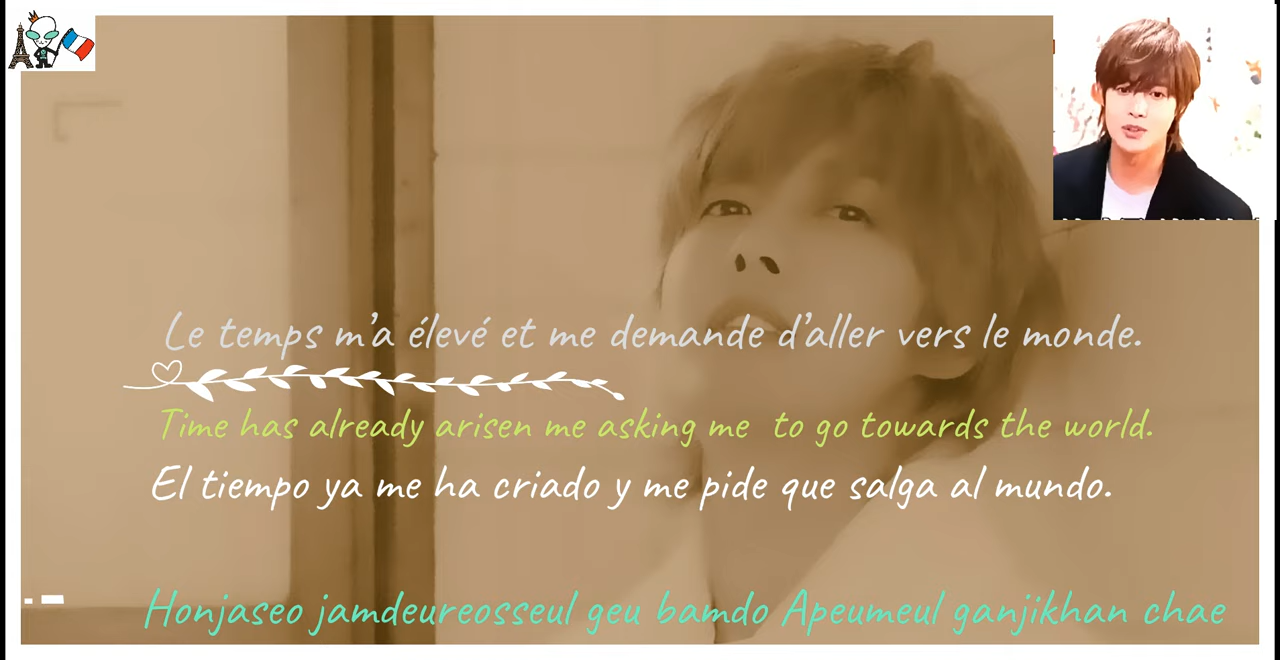 Le temps m'a élevé et me demande d'aller vers le monde.
Time has already arisen me asking me to go towards the world.
El tiempo ya me ha criado y me pide que salga al mundo.
Honjaseo jamdeureosseul geu bamdo Apeumeul ganjikhan chae